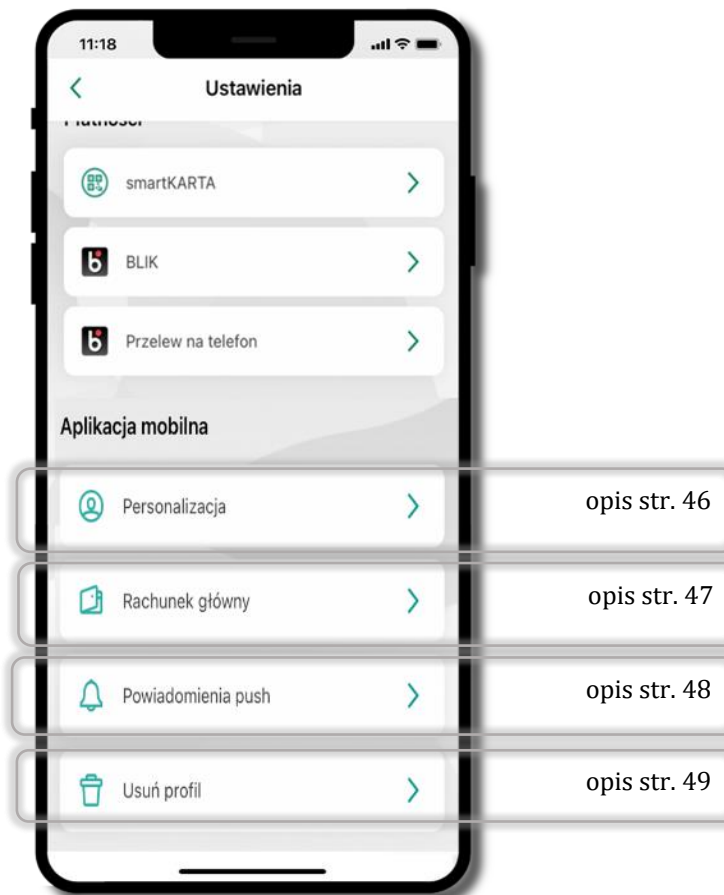 11:18
Ustawienia
Płatności
smartKARTA
BLIK
Przelew na telefon
Aplikacja mobilna
Personalizacja
opis str. 46
Rachunek główny
opis str. 47
Powiadomienia push
opis str. 48
Usuń profil
opis str. 49